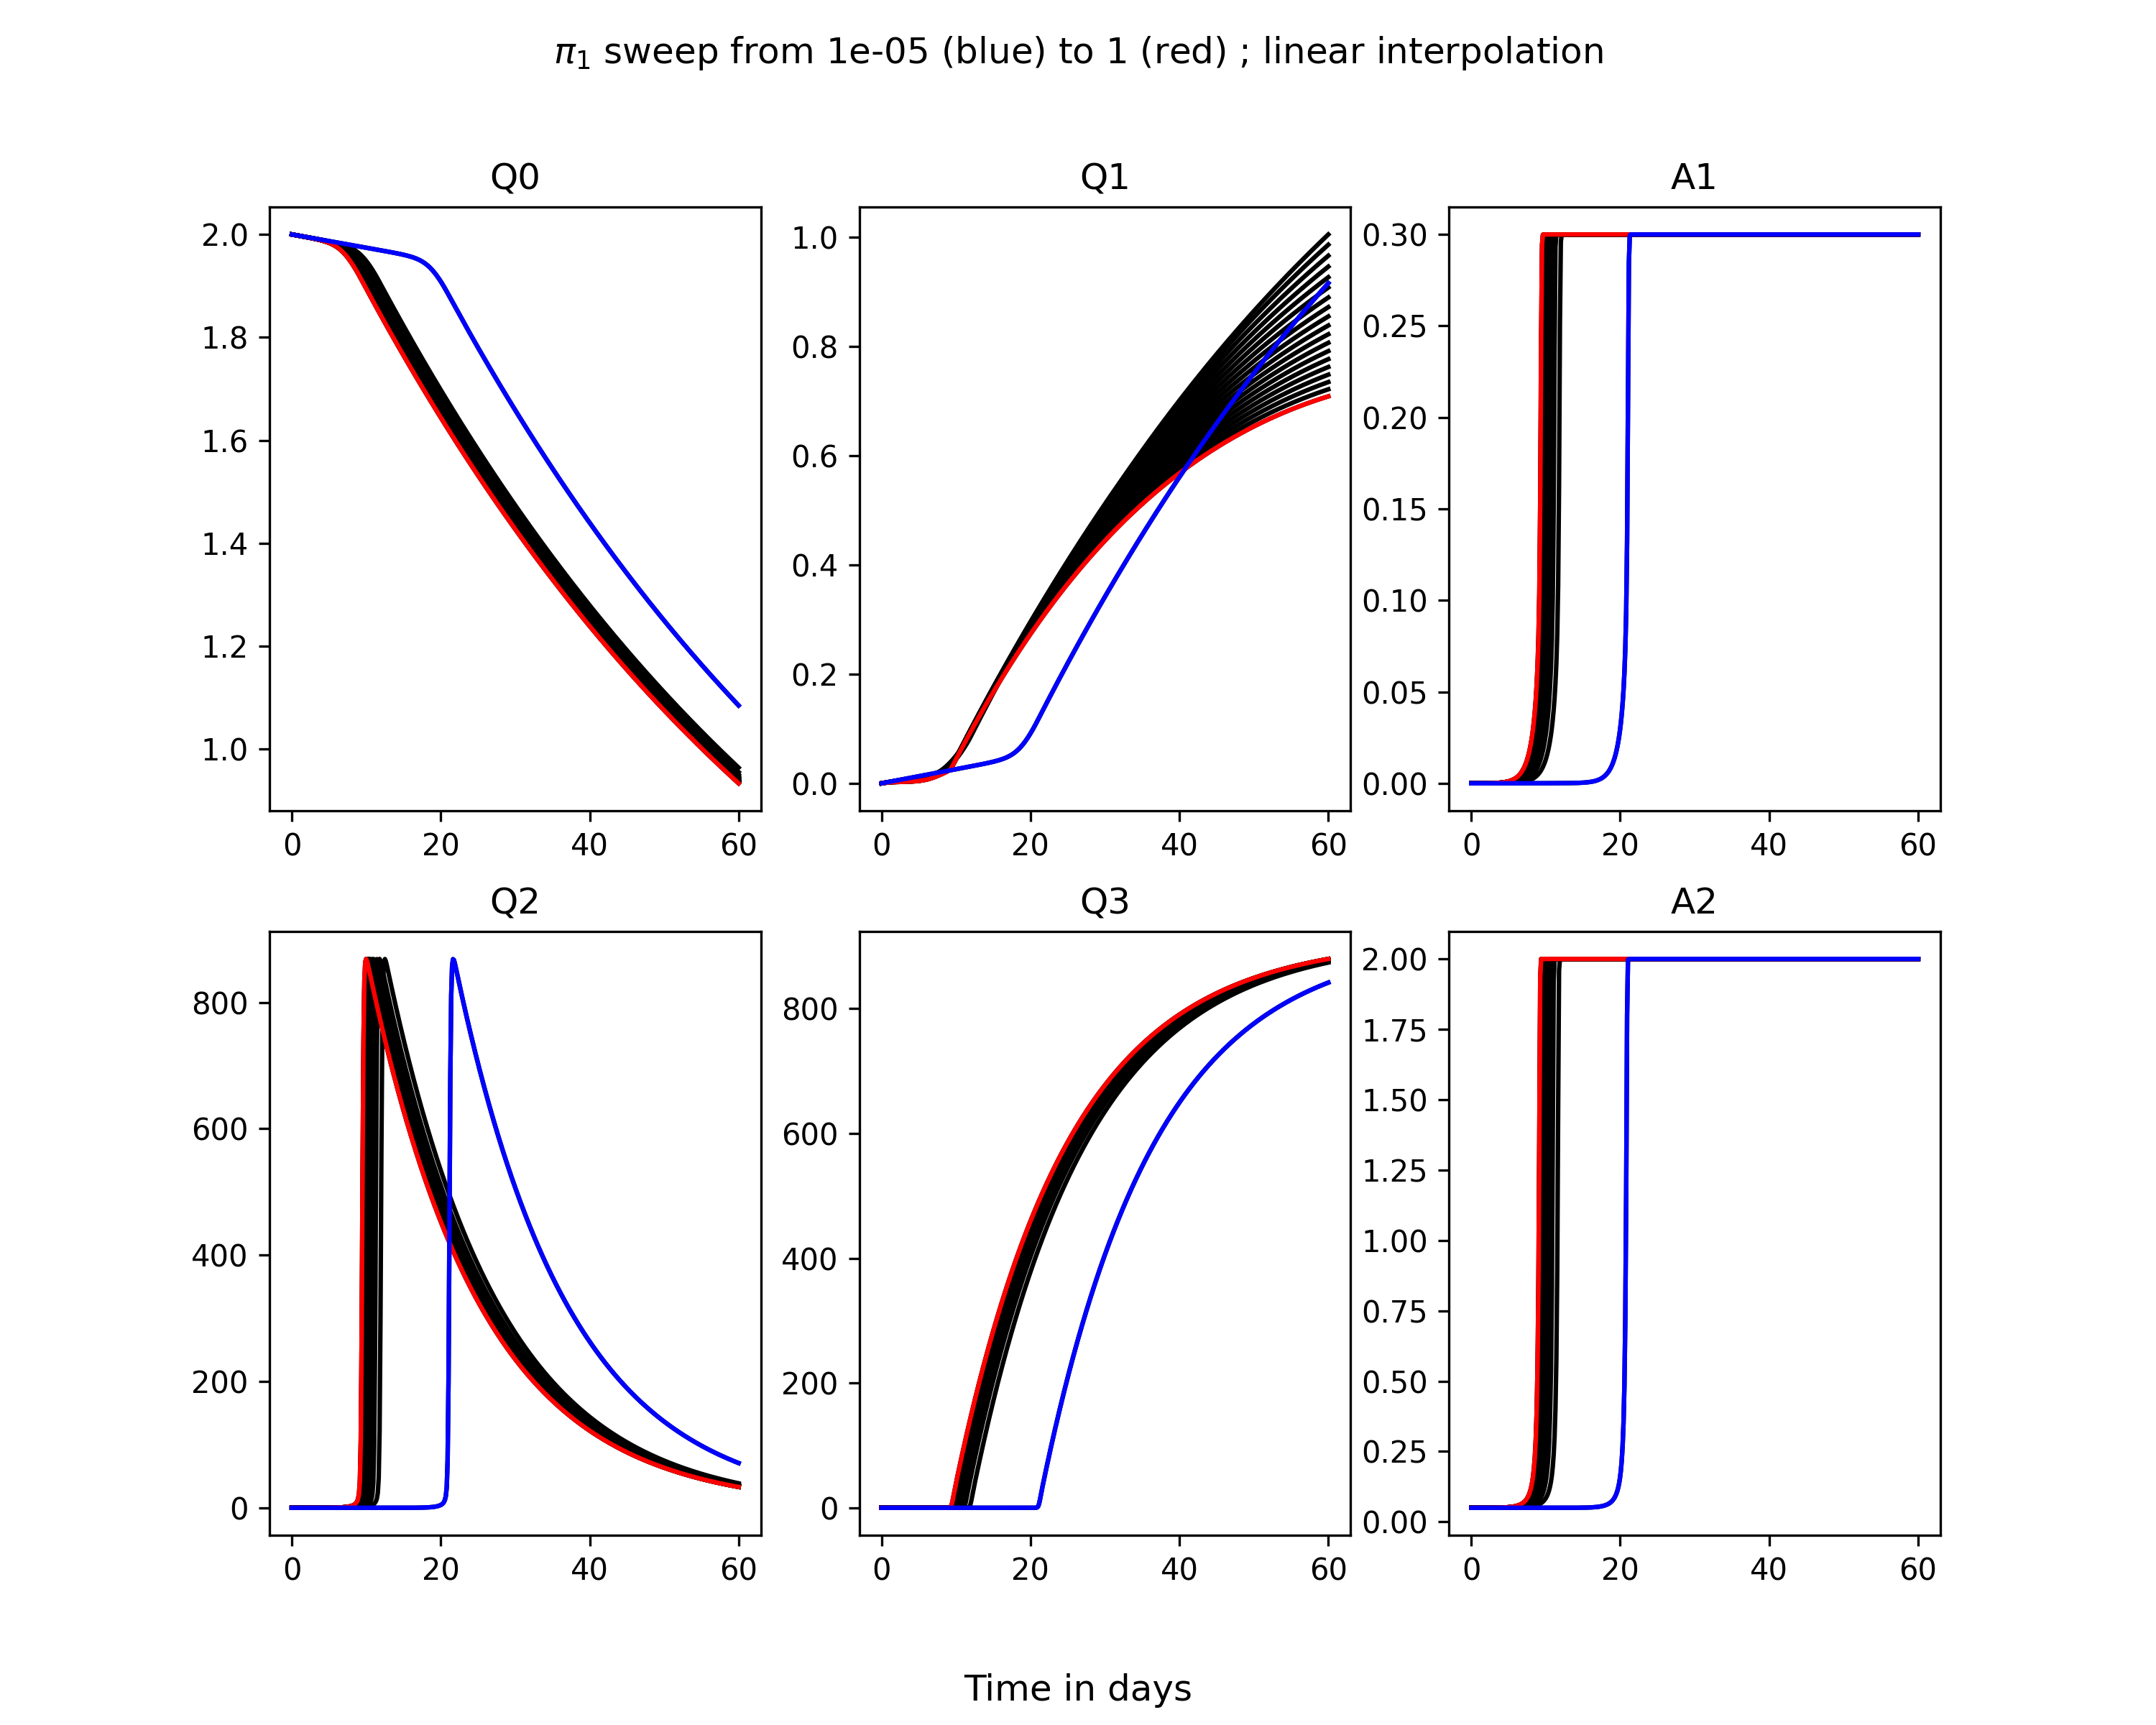 π₁ sweep from 1e-05 (blue) to 1 (red) ; linear interpolation
Q0
2.0
1.8
1.6
1.4
1.2
1.0
0 20 40 60
Q1
1.0
0.8
0.6
0.4
0.2
0.0
0 20 40 60
A1
0.30
0.25
0.20
0.15
0.10
0.05
0.00
0 20 40 60
Q2
800
600
400
200
0
0 20 40 60
Q3
800
600
400
200
0
0 20 40 60
A2
2.00
1.75
1.50
1.25
1.00
0.75
0.50
0.25
0.00
0 20 40 60
Time in days